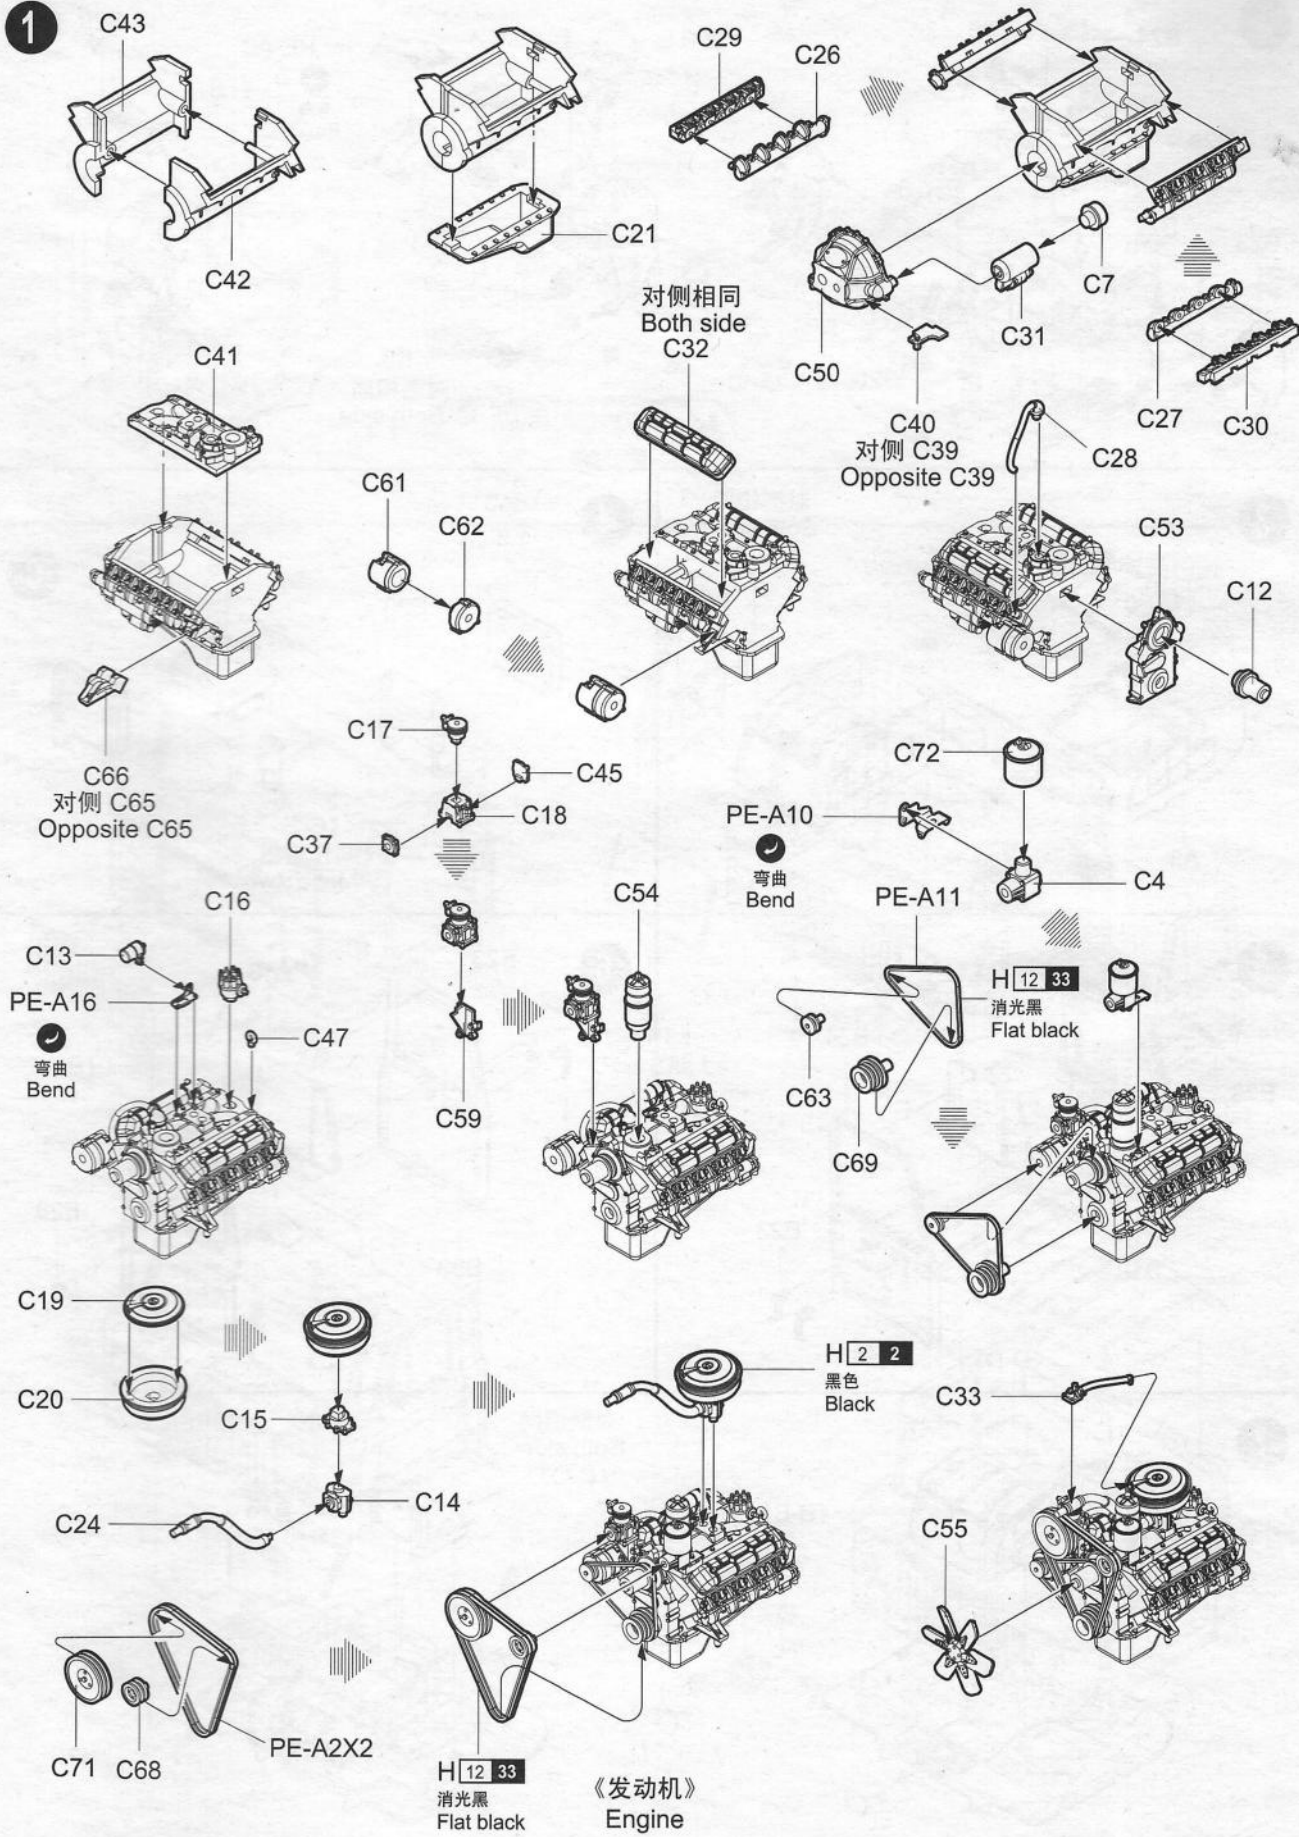 1
C43
C42
C21
C29
C26
C50
C31
C7
C40
对侧 C39
Opposite C39
C27
C30
C41
C66
对侧 C65
Opposite C65
C61
C62
对侧相同
Both side
C32
C28
C53
C12
C17
C45
C18
C37
C59
C54
C72
PE-A10
弯曲
Bend
C4
PE-A11
H 12 33
消光黑
Flat black
C63
C69
C13
C16
PE-A16
弯曲
Bend
C47
C19
C20
C15
C14
C24
H 2 2
黑色
Black
C33
C55
C71
C68
PE-A2X2
H 12 33
消光黑
Flat black
《发动机》
Engine